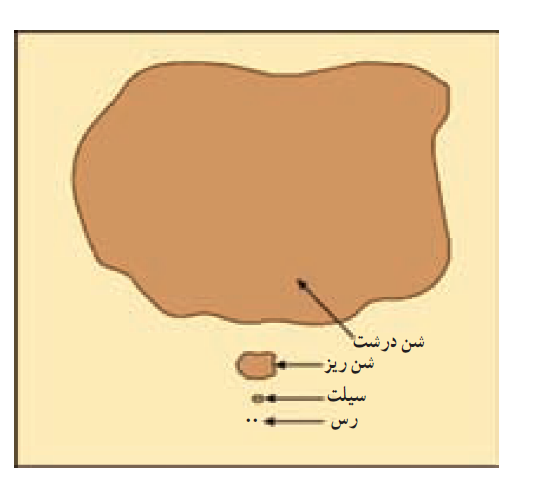 شن درشت
شن ریز
سیلت
رس